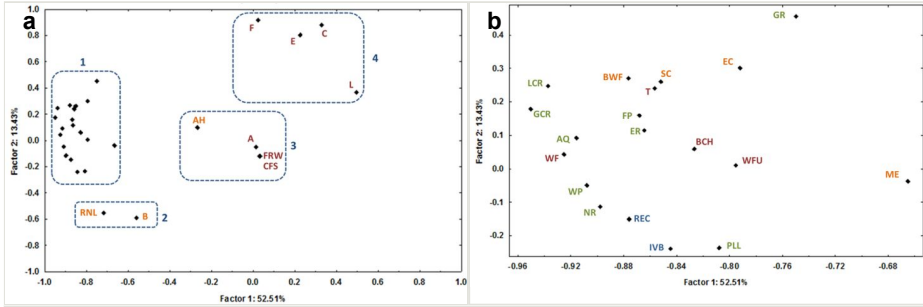 a
Factor 2: 13.43%
1.0
0.8
0.6
0.4
0.2
0.0
-0.2
-0.4
-0.6
-0.8
-1.0
-1.0 -0.8 -0.6 -0.4 -0.2 0.0 0.2 0.4 0.6 0.8 1.0
Factor 1: 52.51%
1
2
3
4
F
E
C
L
AH
A
FRW
CFS
RNL
B
b
Factor 2: 13.43%
0.4
0.3
0.2
0.1
0.0
-0.1
-0.2
-0.96 -0.92 -0.88 -0.84 -0.80 -0.76 -0.72 -0.68
Factor 1: 52.51%
GR
EC
SC
BWF
T
LCR
GCR
FP
ER
AQ
BCH
WF
WFU
ME
WP
NR
REC
IVB
PLL